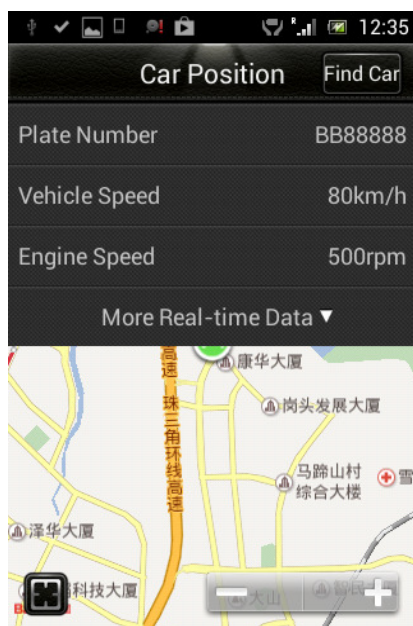 12:35
Car Position
Find Car
Plate Number BB88888
Vehicle Speed 80km/h
Engine Speed 500rpm
More Real-time Data
高速
珠三角环线高速
康华大厦
岗头发展大厦
马蹄山村
综合大楼
雪
泽华大厦
科技大厦
大山